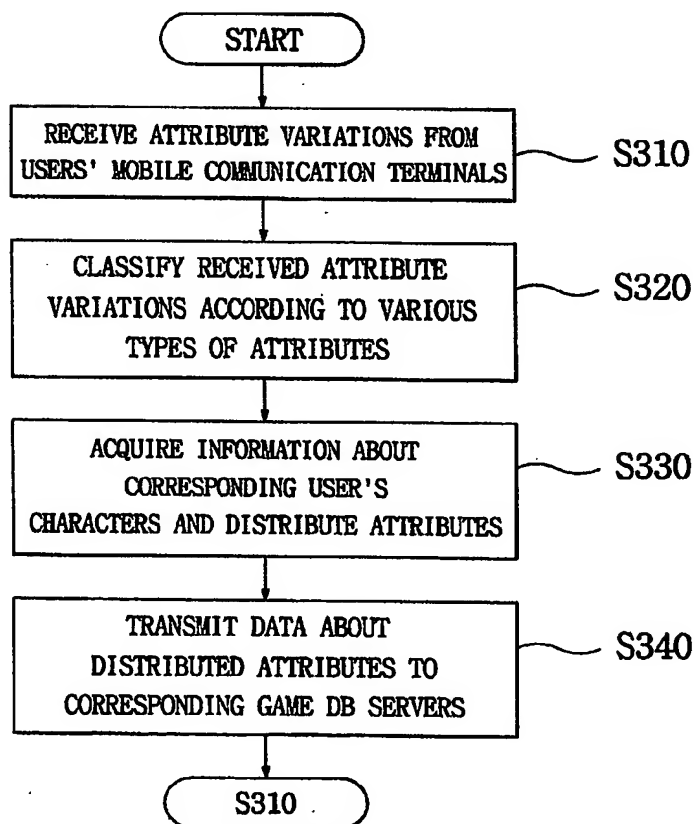 START
RECEIVE ATTRIBUTE VARIATIONS FROM
USERS' MOBILE COMMUNICATION TERMINALS
S310
CLASSIFY RECEIVED ATTRIBUTE
VARIATIONS ACCORDING TO VARIOUS
TYPES OF ATTRIBUTES
S320
ACQUIRE INFORMATION ABOUT
CORRESPONDING USER'S
CHARACTERS AND DISTRIBUTE ATTRIBUTES
S330
TRANSMIT DATA ABOUT
DISTRIBUTED ATTRIBUTES TO
CORRESPONDING GAME DB SERVERS
S340
S310